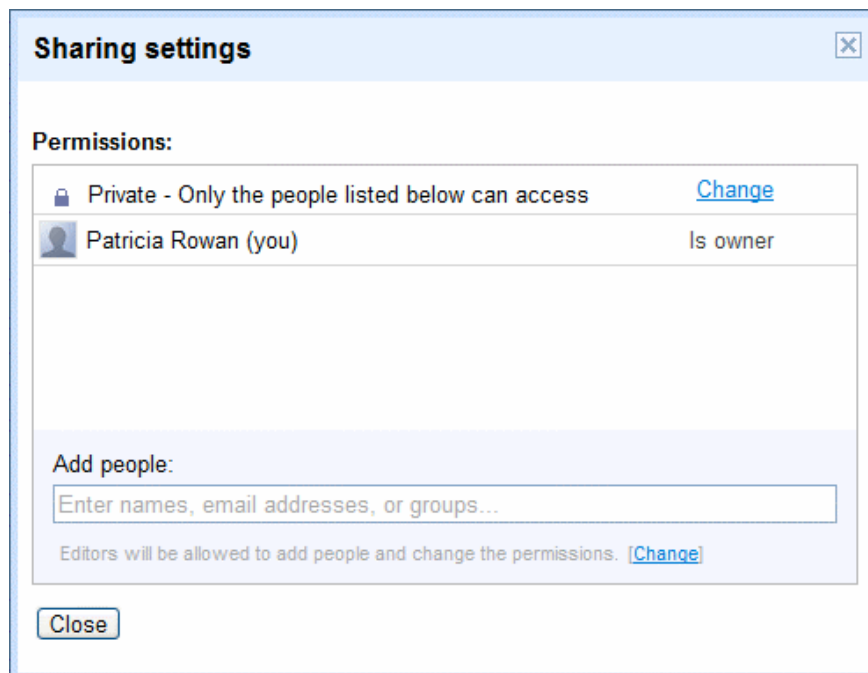 Sharing settings
Permissions:
Private - Only the people listed below can access Change
Patricia Rowan (you) Is owner
Add people:
Enter names, email addresses, or groups...
Editors will be allowed to add people and change the permissions. [Change]
Close